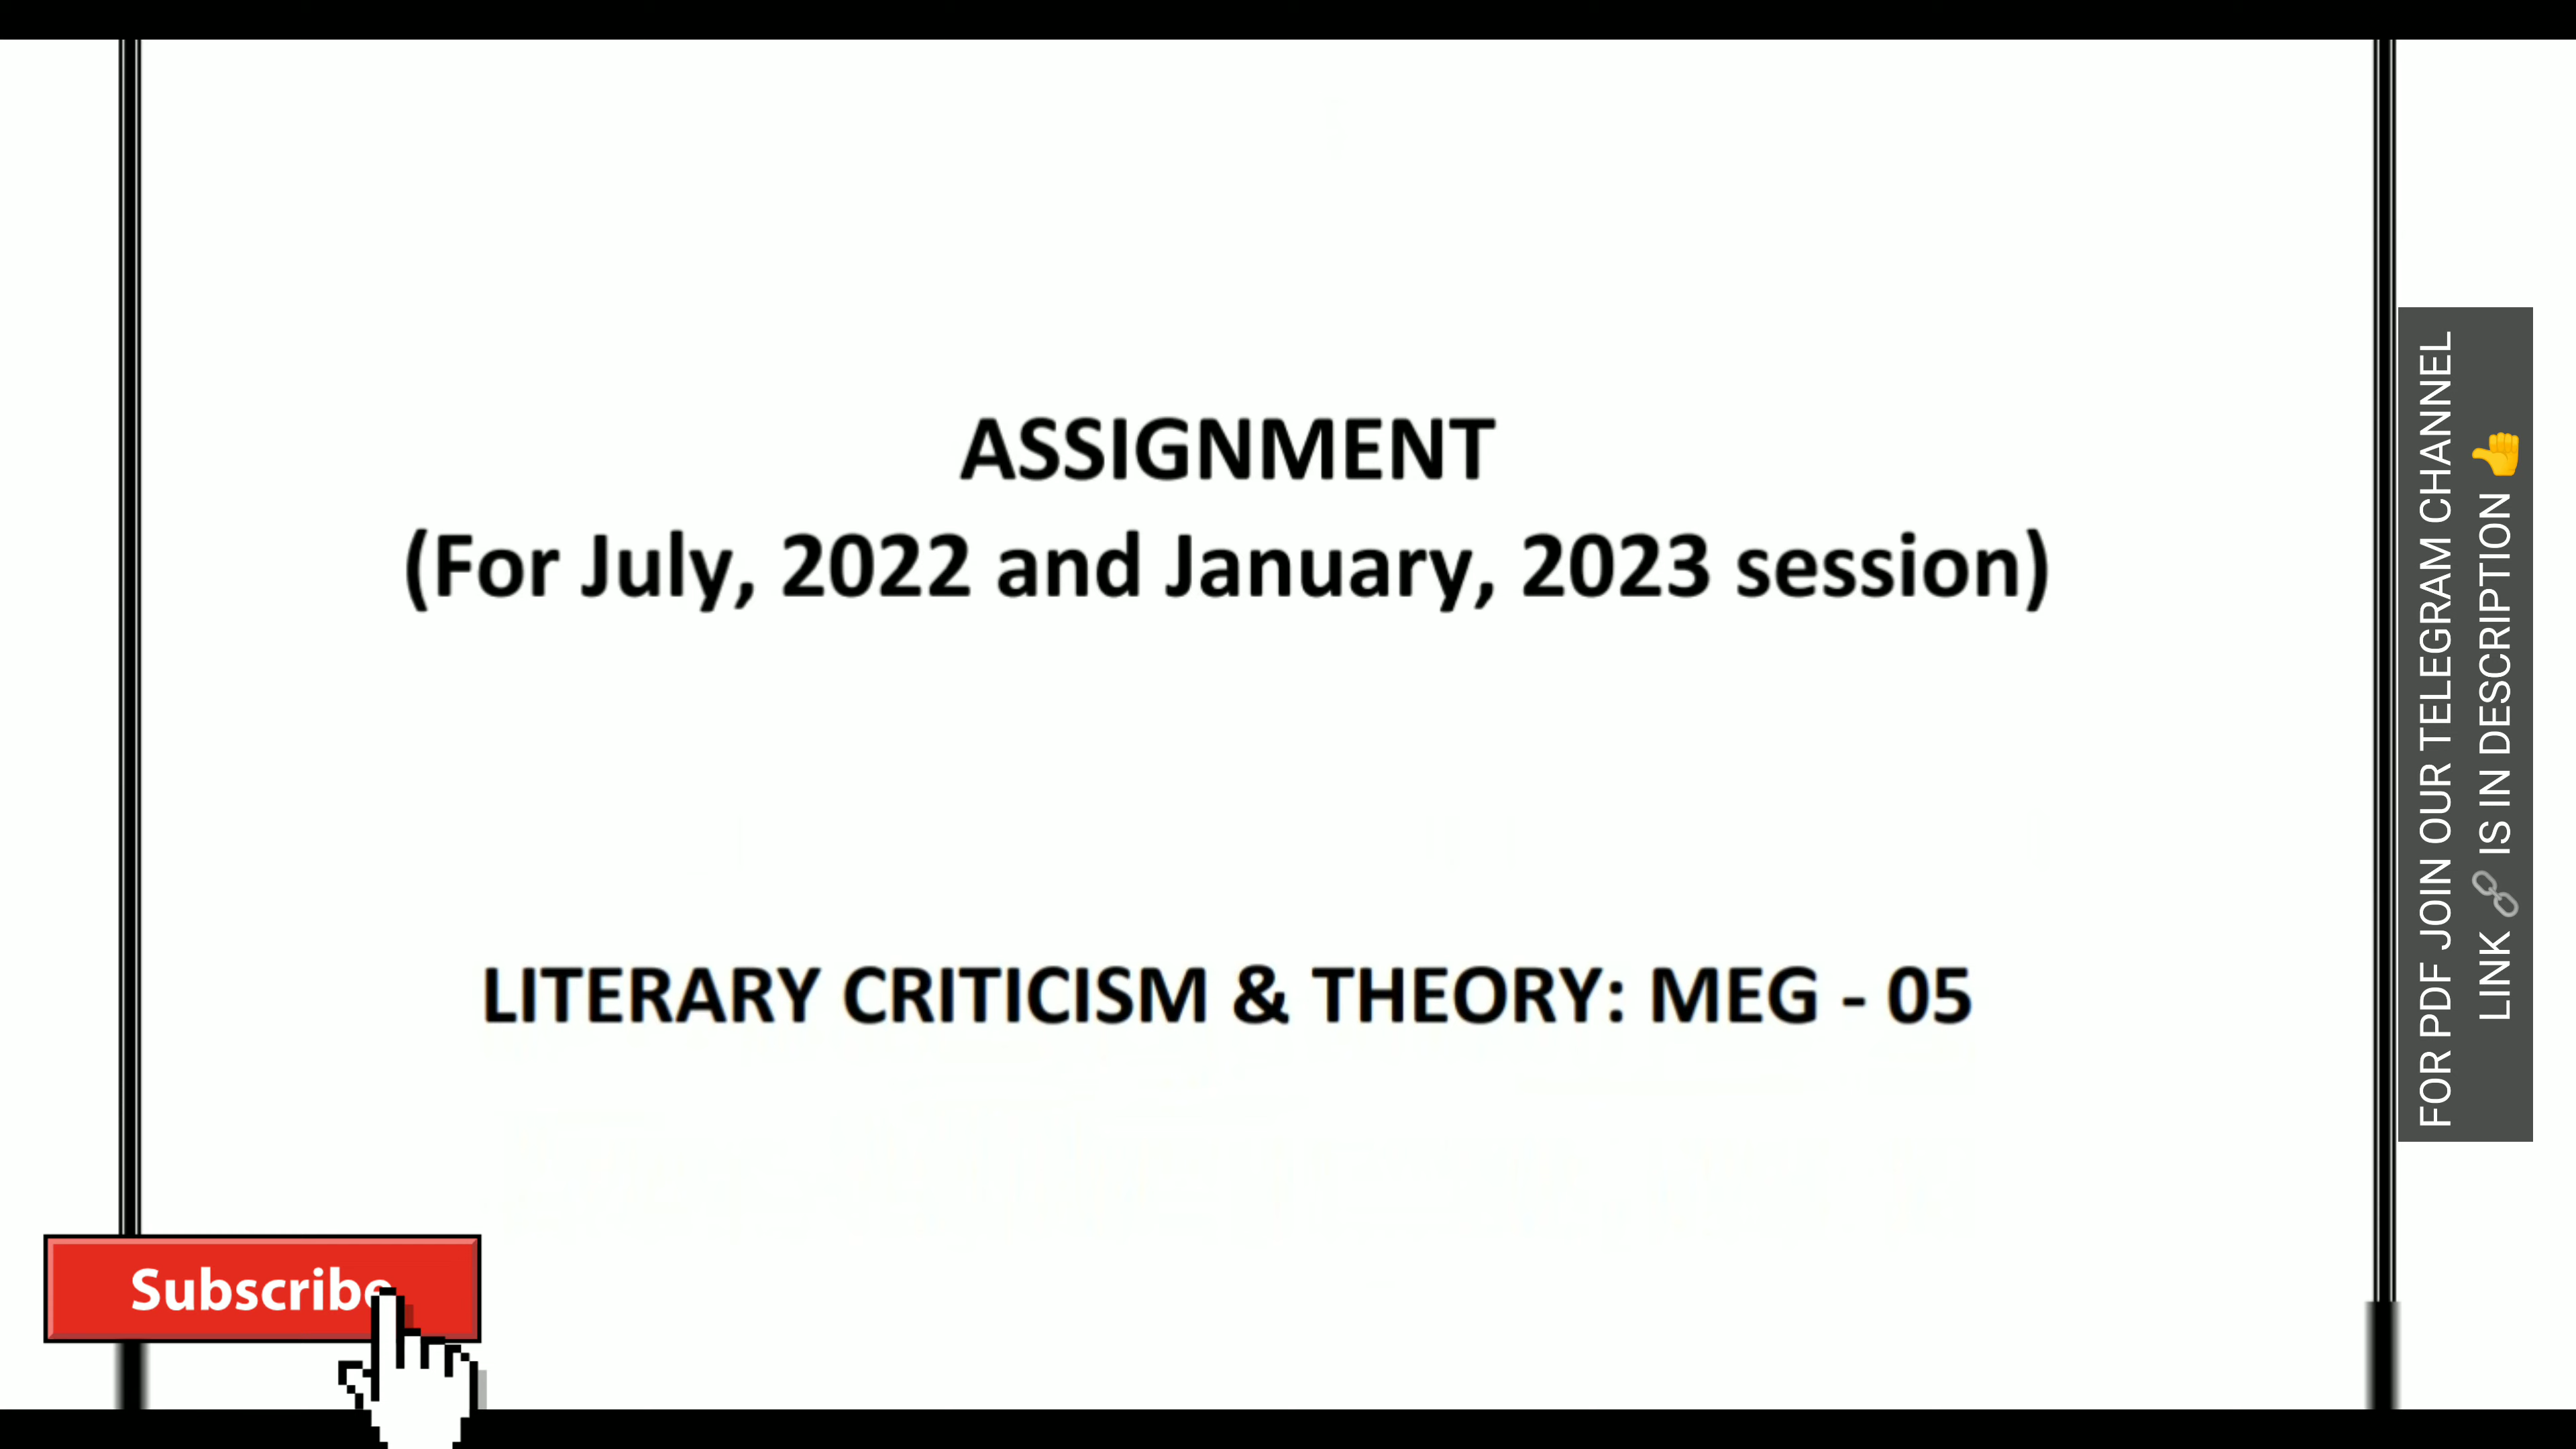 ASSIGNMENT
(For July, 2022 and January, 2023 session)
LITERARY CRITICISM & THEORY: MEG - 05
Subscribe
FOR PDF JOIN OUR TELEGRAM CHANNEL
LINK 🔗 IS IN DESCRIPTION 👍